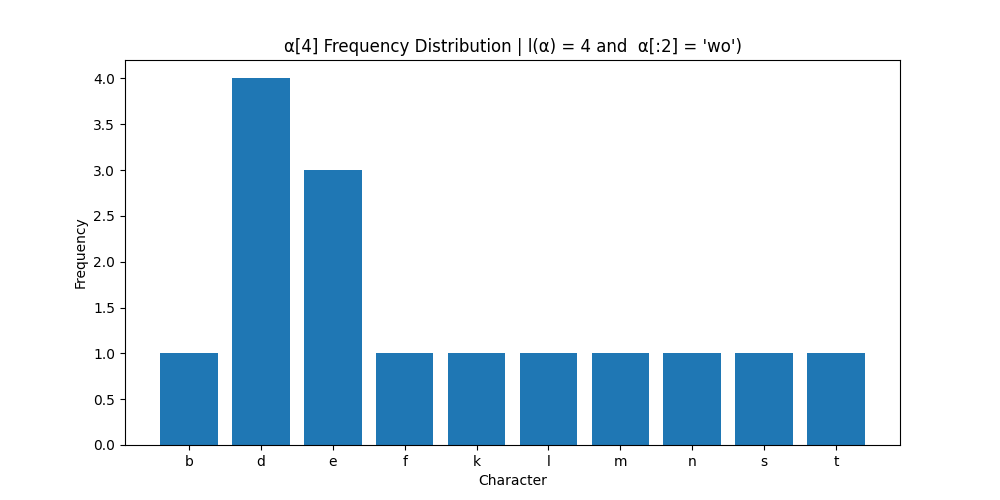 α[4] Frequency Distribution | l(α) = 4 and  α[:2] = 'wo')
4.0
3.5
3.0
2.5
2.0
1.5
1.0
0.5
0.0
Frequency
b d e f k l m n s t
Character